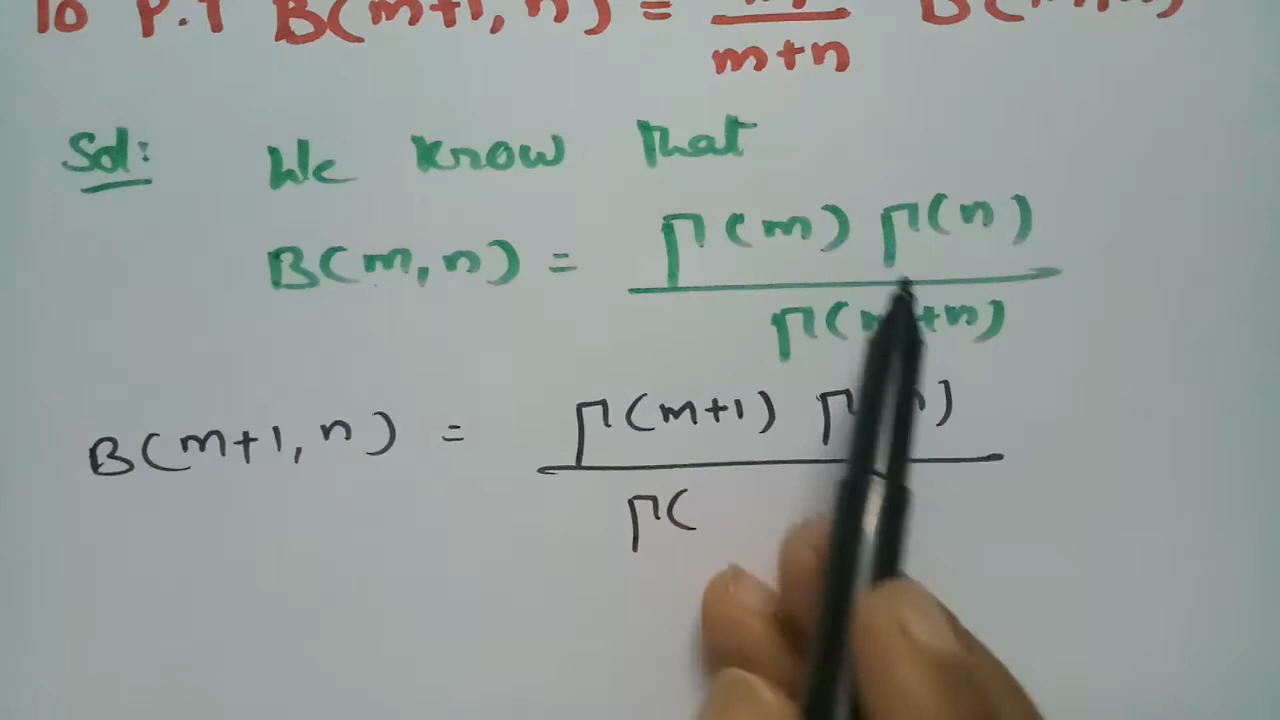 To P.T B(m+1, n) = /m+n B(
Sol: We know that
B(m,n) = Γ(m) Γ(n) / Γ(m+n)
B(m+1, n) = Γ(m+1) Γ( ) / Γ(